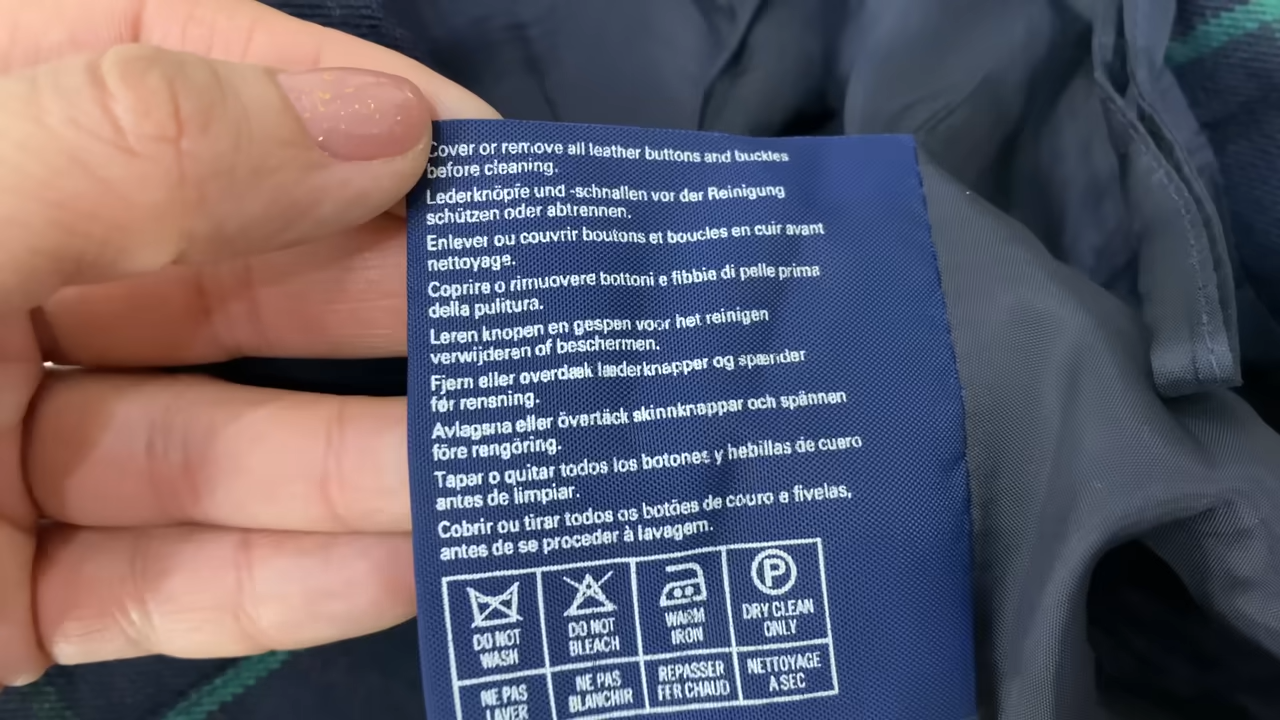 Cover or remove all leather buttons and buckles
before cleaning.
Lederknöpfe und -schnallen vor der Reinigung
schützen oder abtrennen.
Enlever ou couvrir boutons et boucles en cuir avant
nettoyage.
Coprire o rimuovere bottoni e fibbie di pelle prima
della pulitura.
Leren knopen en gespen voor het reinigen
verwijderen of beschermen.
Fjern eller overdæk læderknapper og spænder
før rensning.
Avlagsna eller övertäck skinnknappar och spännen
före rengöring.
Tapar o quitar todos los botones y hebillas de cuero
antes de limpiar.
Cobrir ou tirar todos os botões de couro e fivelas,
antes de se proceder à lavagem.
P
DO NOT WASH
DO NOT BLEACH
WARM IRON
DRY CLEAN ONLY
NE PAS LAVER
NE PAS BLANCHIR
REPASSER FER CHAUD
NETTOYAGE A SEC